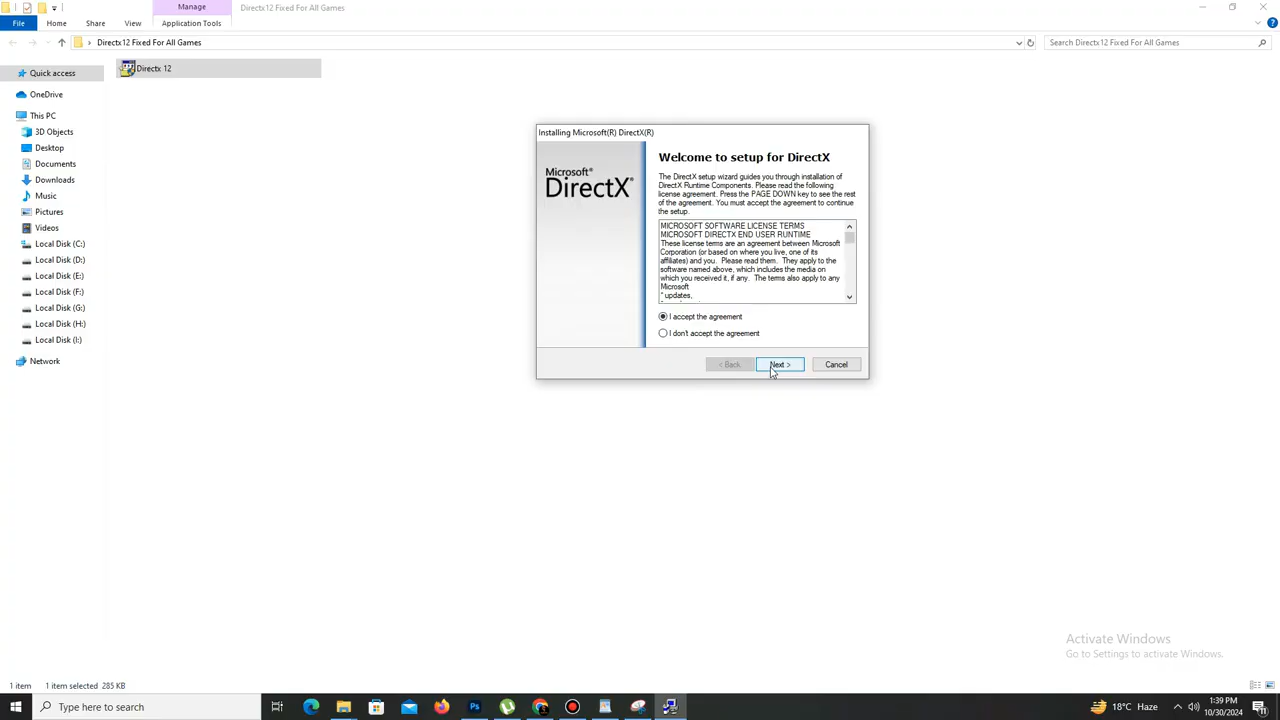 Manage
Directx12 Fixed For All Games
File
Home
Share
View
Application Tools
Directx12 Fixed For All Games
Search Directx12 Fixed For All Games
Quick access
OneDrive
This PC
3D Objects
Desktop
Documents
Downloads
Music
Pictures
Videos
Local Disk (C:)
Local Disk (D:)
Local Disk (E:)
Local Disk (F:)
Local Disk (G:)
Local Disk (H:)
Local Disk (I:)
Network
Directx 12
Installing Microsoft(R) DirectX(R)
Microsoft®
DirectX®
Welcome to setup for DirectX
The DirectX setup wizard guides you through installation of
DirectX Runtime Components. Please read the following
license agreement. Press the PAGE DOWN key to see the rest
of the agreement. You must accept the agreement to continue
the setup.
MICROSOFT SOFTWARE LICENSE TERMS
MICROSOFT DIRECTX END USER RUNTIME
These license terms are an agreement between Microsoft
Corporation (or based on where you live, one of its
affiliates) and you. Please read them. They apply to the
software named above, which includes the media on
which you received it, if any. The terms also apply to any
Microsoft
* updates,
I accept the agreement
I don't accept the agreement
< Back
Next >
Cancel
Activate Windows
Go to Settings to activate Windows.
1 item
1 item selected 285 KB
Type here to search
Ps
18°C Haze
1:39 PM
10/30/2024